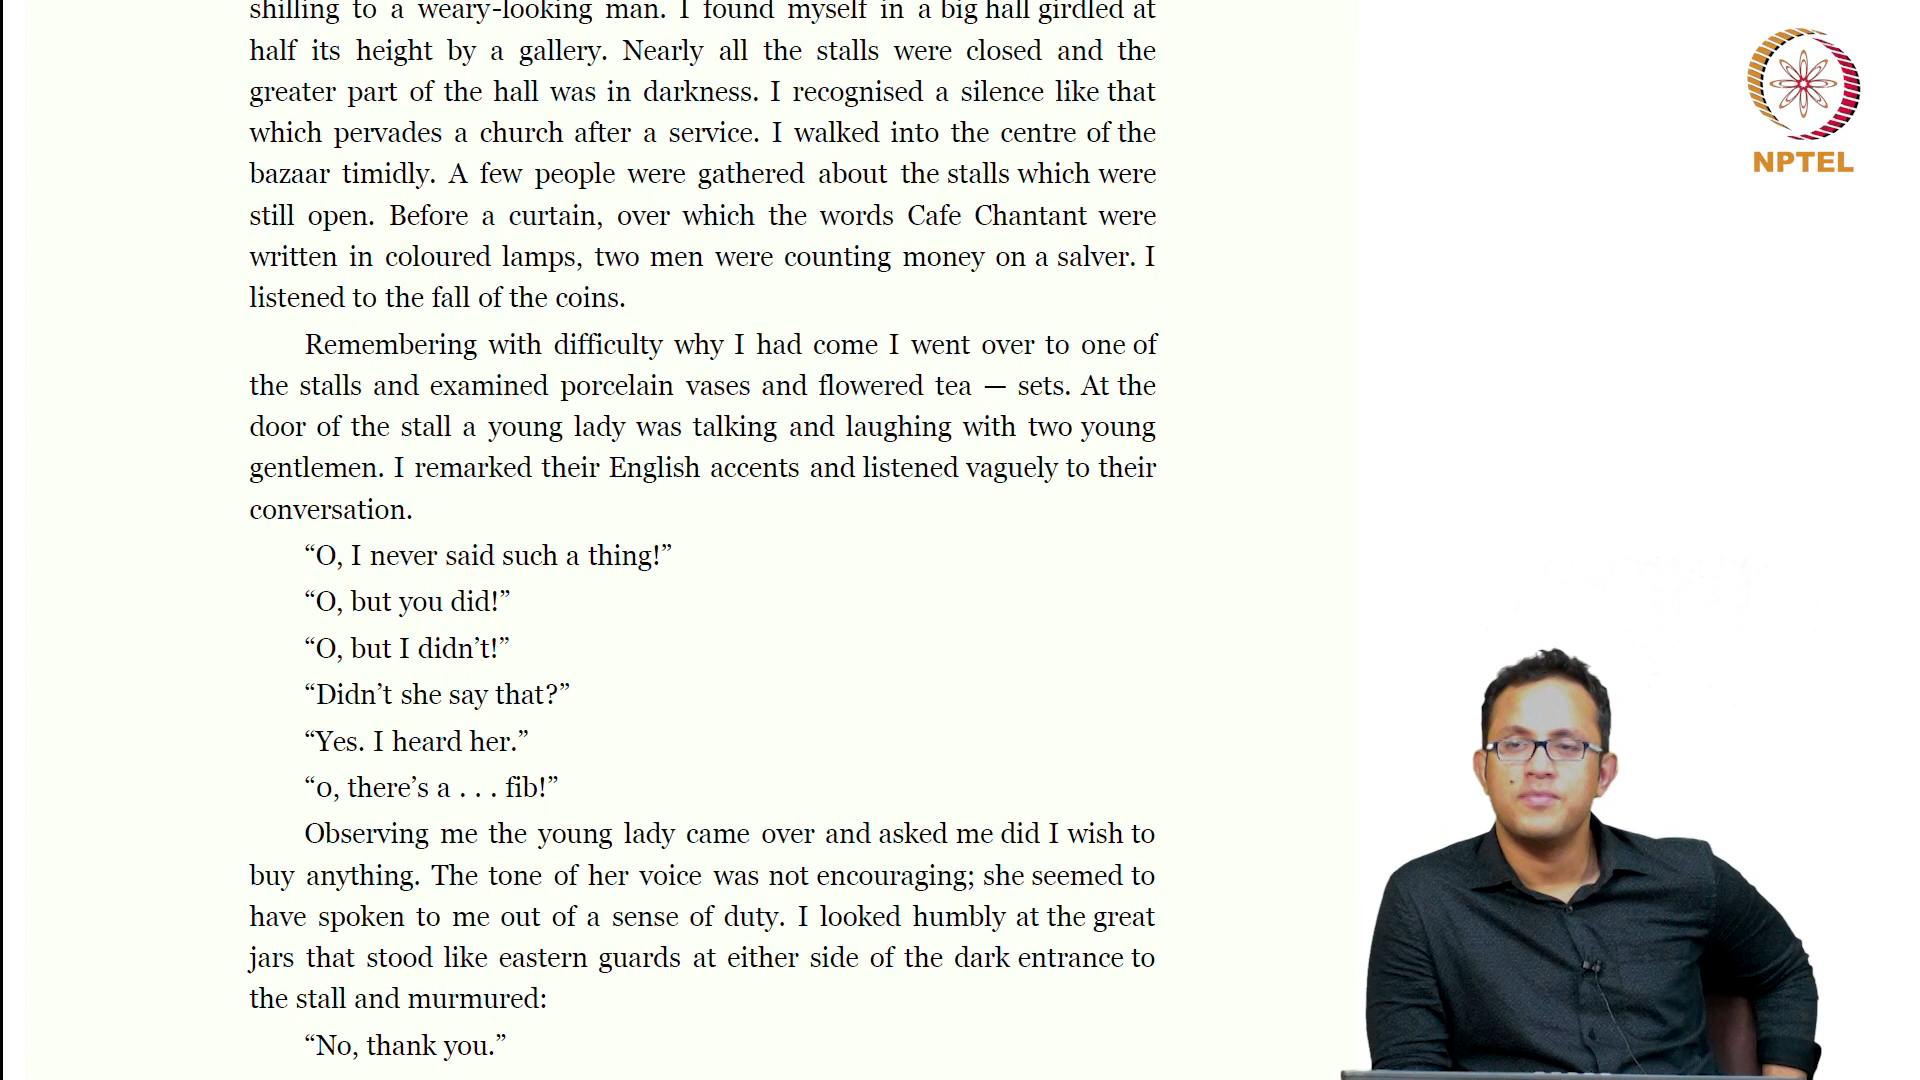 shilling to a weary-looking man. I found myself in a big hall girdled at
half its height by a gallery. Nearly all the stalls were closed and the
greater part of the hall was in darkness. I recognised a silence like that
which pervades a church after a service. I walked into the centre of the
bazaar timidly. A few people were gathered about the stalls which were
still open. Before a curtain, over which the words Cafe Chantant were
written in coloured lamps, two men were counting money on a salver. I
listened to the fall of the coins.
Remembering with difficulty why I had come I went over to one of
the stalls and examined porcelain vases and flowered tea — sets. At the
door of the stall a young lady was talking and laughing with two young
gentlemen. I remarked their English accents and listened vaguely to their
conversation.
“O, I never said such a thing!”
“O, but you did!”
“O, but I didn’t!”
“Didn’t she say that?”
“Yes. I heard her.”
“o, there’s a . . . fib!”
Observing me the young lady came over and asked me did I wish to
buy anything. The tone of her voice was not encouraging; she seemed to
have spoken to me out of a sense of duty. I looked humbly at the great
jars that stood like eastern guards at either side of the dark entrance to
the stall and murmured:
“No, thank you.”
NPTEL